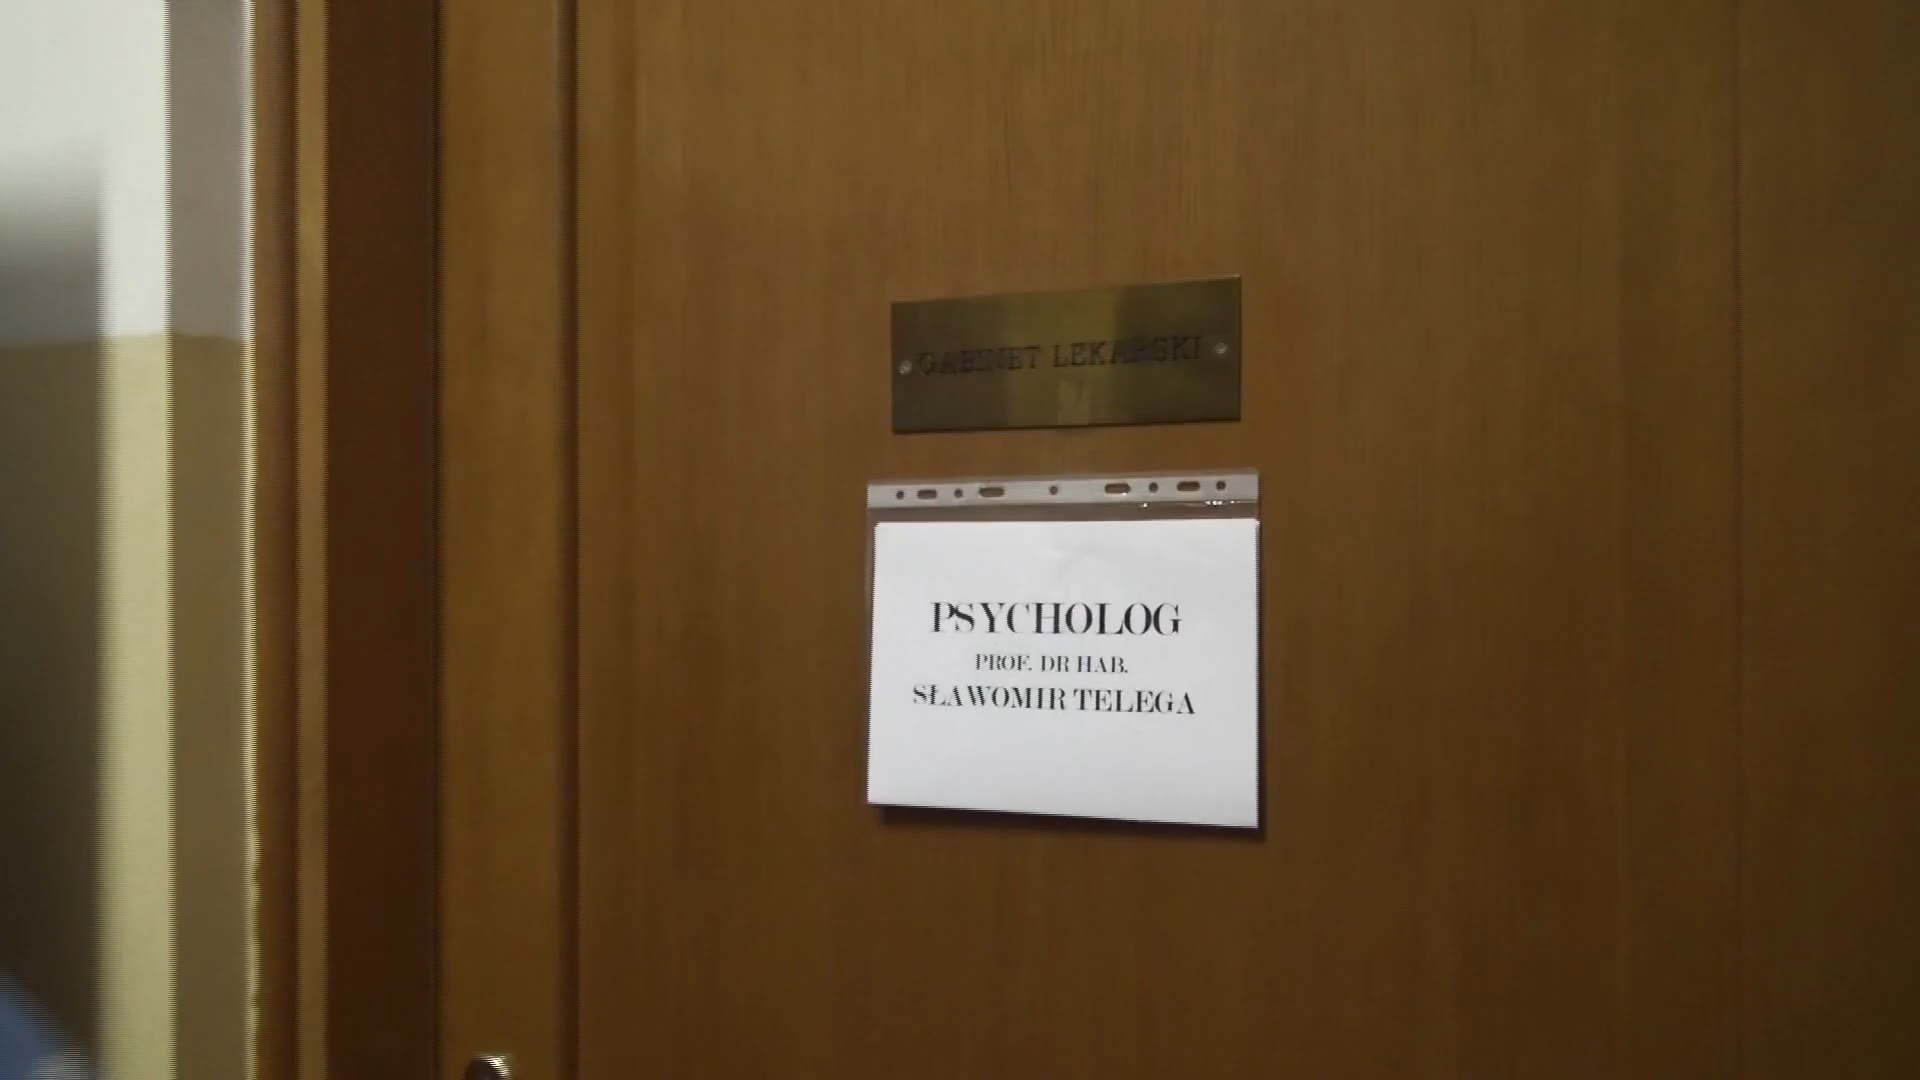 GABINET LEKARSKI
PSYCHOLOG
PROF. DR HAB.
SŁAWOMIR TELEGA